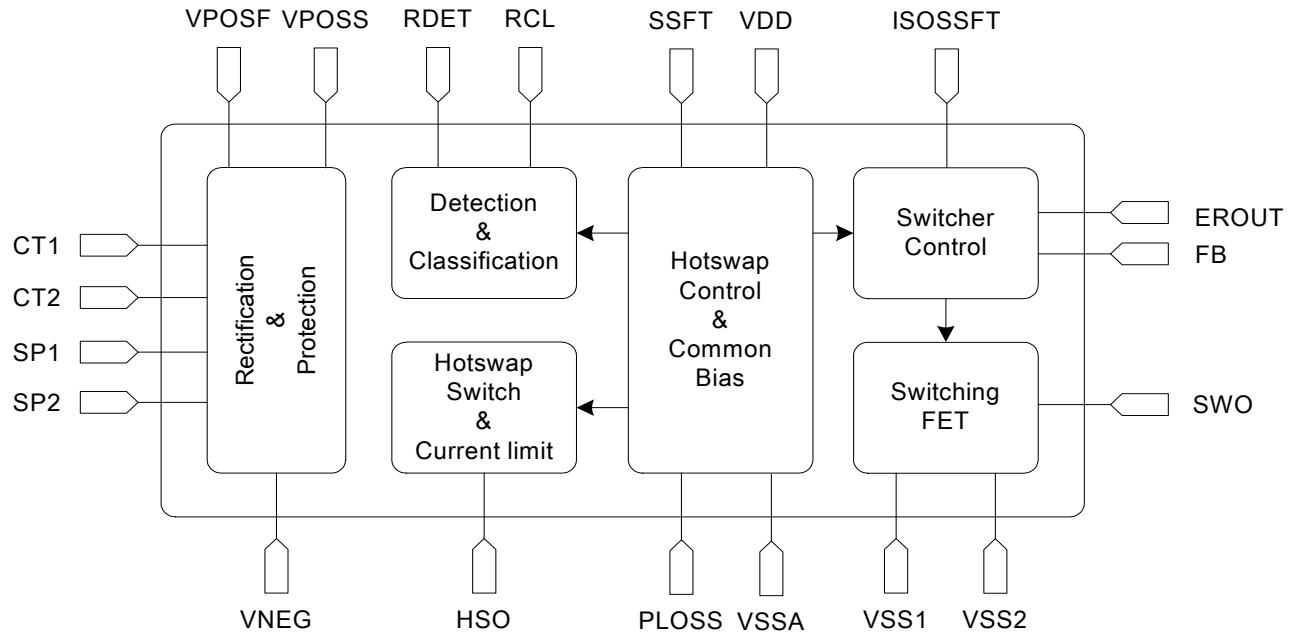 VPOSF
VPOSS
RDET
RCL
SSFT
VDD
ISOSSFT
CT1
CT2
SP1
SP2
Rectification
&
Protection
Detection
&
Classification
Hotswap
Switch
&
Current limit
Hotswap
Control
&
Common
Bias
Switcher
Control
Switching
FET
EROUT
FB
SWO
VNEG
HSO
PLOSS
VSSA
VSS1
VSS2